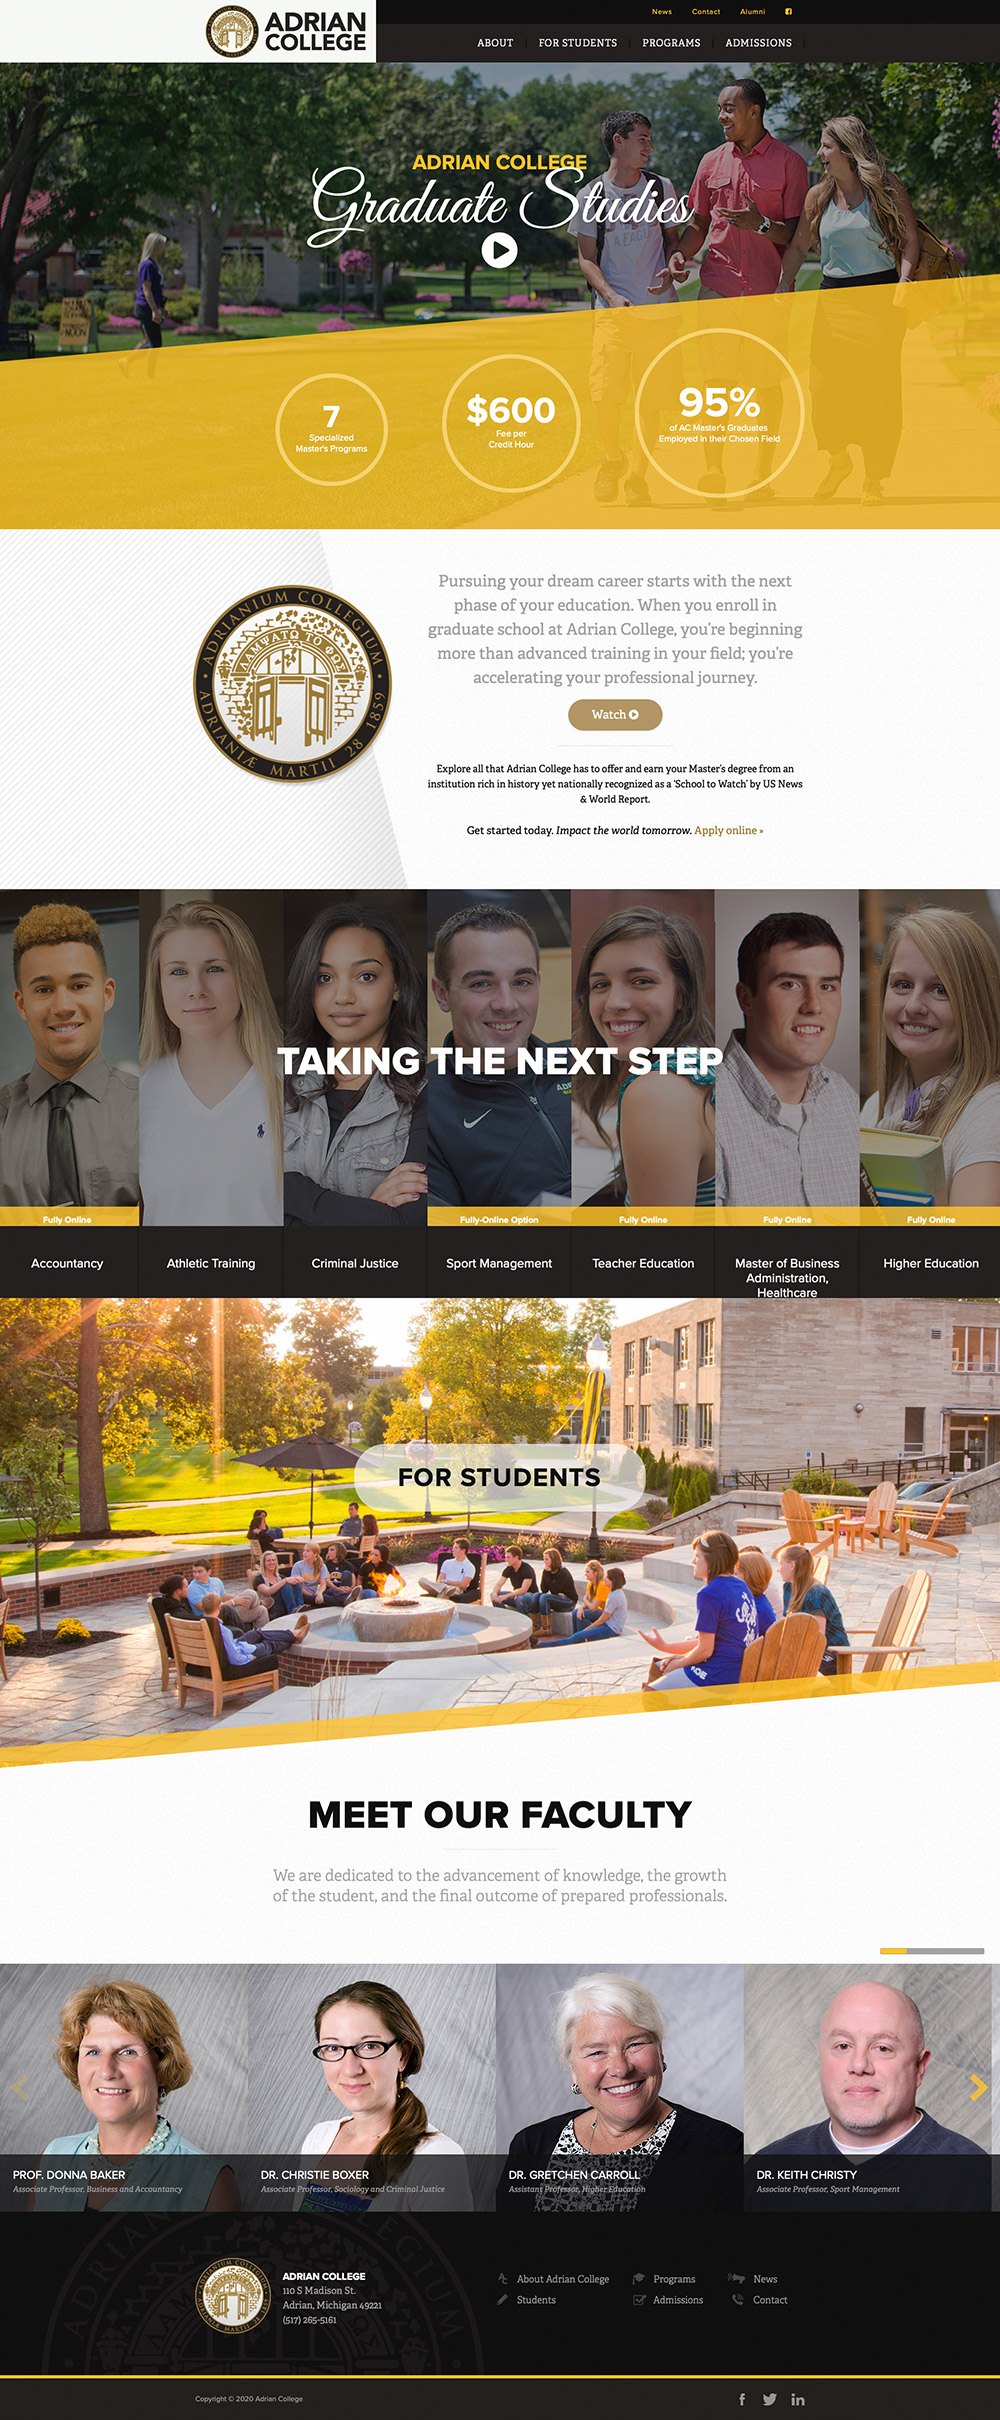 ADRIAN
COLLEGE
News Contact Alumni
ABOUT FOR STUDENTS PROGRAMS ADMISSIONS
ADRIAN COLLEGE
Graduate Studies
7
Specialized
Master's Programs
$600
Fee per
Credit Hour
95%
of AC Master's Graduates
Employed in their Chosen Field
ADRIANIUM COLLEGIUM
ΛΑΜΨΑΤΩ ΤΟ ΦΩΣ
ADRIANIÆ MARTII 28 1859
Pursuing your dream career starts with the next
phase of your education. When you enroll in
graduate school at Adrian College, you're beginning
more than advanced training in your field; you're
accelerating your professional journey.
Watch
Explore all that Adrian College has to offer and earn your Master's degree from an
institution rich in history yet nationally recognized as a 'School to Watch' by US News
& World Report.
Get started today. Impact the world tomorrow. Apply online »
TAKING THE NEXT STEP
Fully Online
Fully-Online Option
Fully Online
Fully Online
Fully Online
Accountancy
Athletic Training
Criminal Justice
Sport Management
Teacher Education
Master of Business
Administration,
Healthcare
Higher Education
FOR STUDENTS
MEET OUR FACULTY
We are dedicated to the advancement of knowledge, the growth
of the student, and the final outcome of prepared professionals.
PROF. DONNA BAKER
Associate Professor, Business and Accountancy
DR. CHRISTIE BOXER
Associate Professor, Sociology and Criminal Justice
DR. GRETCHEN CARROLL
Assistant Professor, Higher Education
DR. KEITH CHRISTY
Associate Professor, Sport Management
ADRIAN COLLEGE
110 S Madison St.
Adrian, Michigan 49221
(517) 265-5161
About Adrian College Programs News
Students Admissions Contact
Copyright © 2020 Adrian College